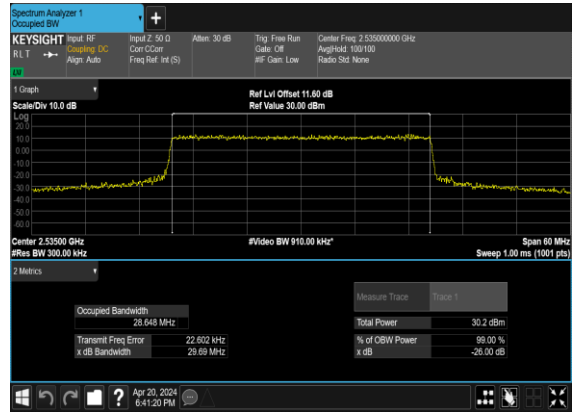 Spectrum Analyzer 1
Occupied BW
+
KEYSIGHT Input: RF Input Z: 50 Ω Atten: 30 dB Trig: Free Run Center Freq: 2.535000000 GHz
RLT Coupling: DC Corr CCorr Gate: Off Avg|Hold: 100/100
Align: Auto Freq Ref: Int (S) #IF Gain: Low Radio Std: None
1 Graph
Ref Lvl Offset 11.60 dB
Scale/Div 10.0 dB Ref Value 30.00 dBm
Log
20.0
10.0
0.00
-10.0
-20.0
-30.0
-40.0
-50.0
-60.0
Center 2.53500 GHz #Video BW 910.00 kHz* Span 60 MHz
#Res BW 300.00 kHz Sweep 1.00 ms (1001 pts)
2 Metrics
Measure Trace Trace 1
Occupied Bandwidth
28.648 MHz Total Power 30.2 dBm
Transmit Freq Error 22.602 kHz % of OBW Power 99.00 %
x dB Bandwidth 29.69 MHz x dB -26.00 dB
? Apr 20, 2024
6:41:20 PM